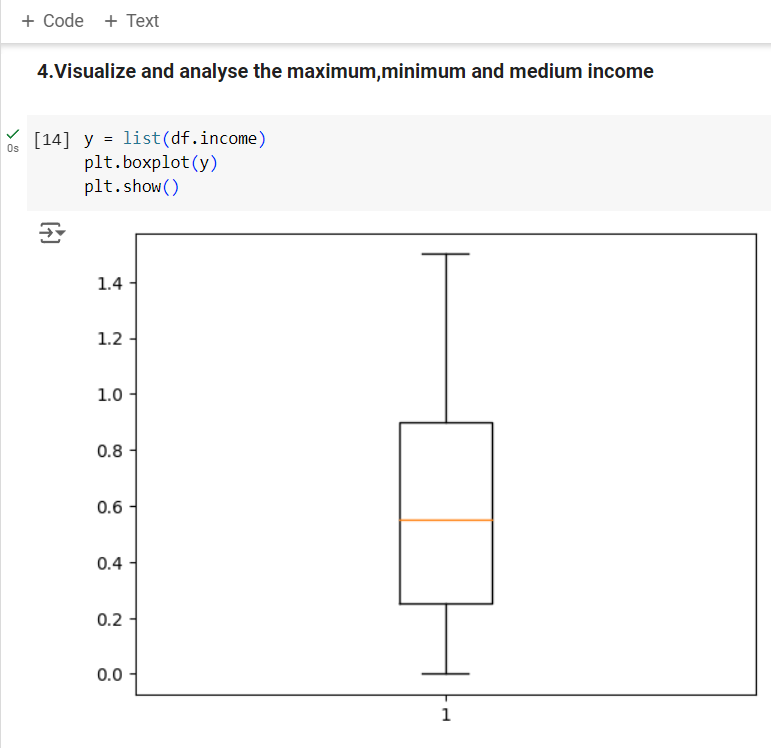 + Code + Text
4.Visualize and analyse the maximum,minimum and medium income
[14] y = list(df.income)
0s
plt.boxplot(y)
plt.show()
1.4
1.2
1.0
0.8
0.6
0.4
0.2
0.0
1